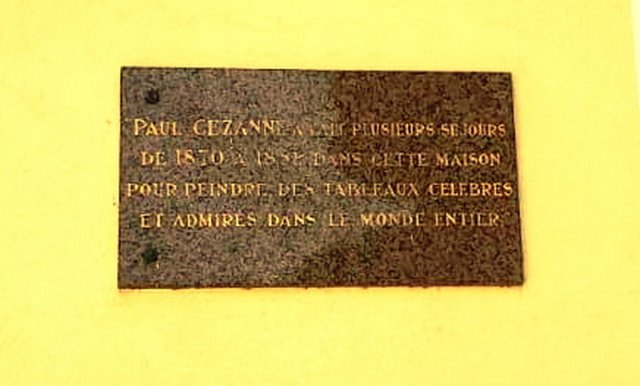 PAUL CEZANNE A FAIT PLUSIEURS SEJOURS
DE 1870 A DANS CETTE MAISON
POUR PEINDRE DES TABLEAUX CELEBRES
ET ADMIRES DANS LE MONDE ENTIER